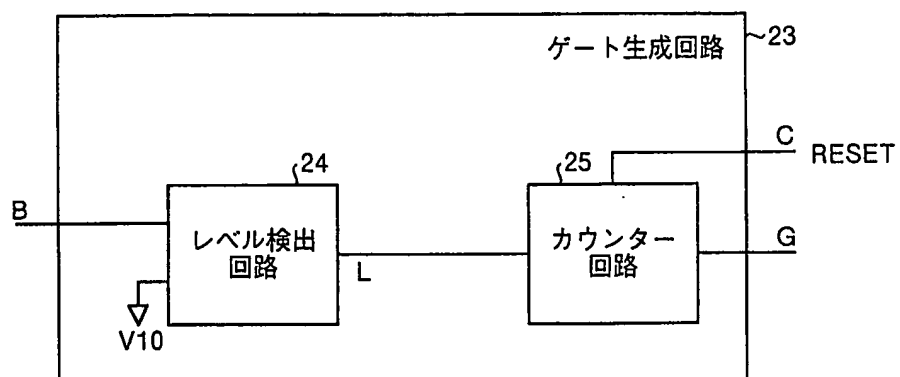 ゲート生成回路
23
C
RESET
24
25
B
レベル検出
回路
カウンター
回路
G
L
V10